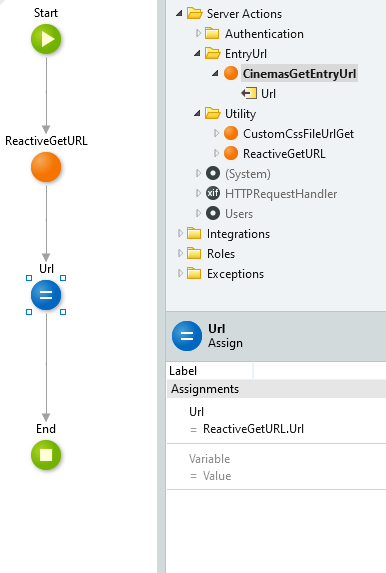 Start
ReactiveGetURL
Url
End
Server Actions
Authentication
EntryUrl
CinemasGetEntryUrl
Url
Utility
CustomCssFileUrlGet
ReactiveGetURL
(System)
xif HTTPRequestHandler
Users
Integrations
Roles
Exceptions
Url
Assign
Label
Assignments
Url
= ReactiveGetURL.Url
Variable
= Value